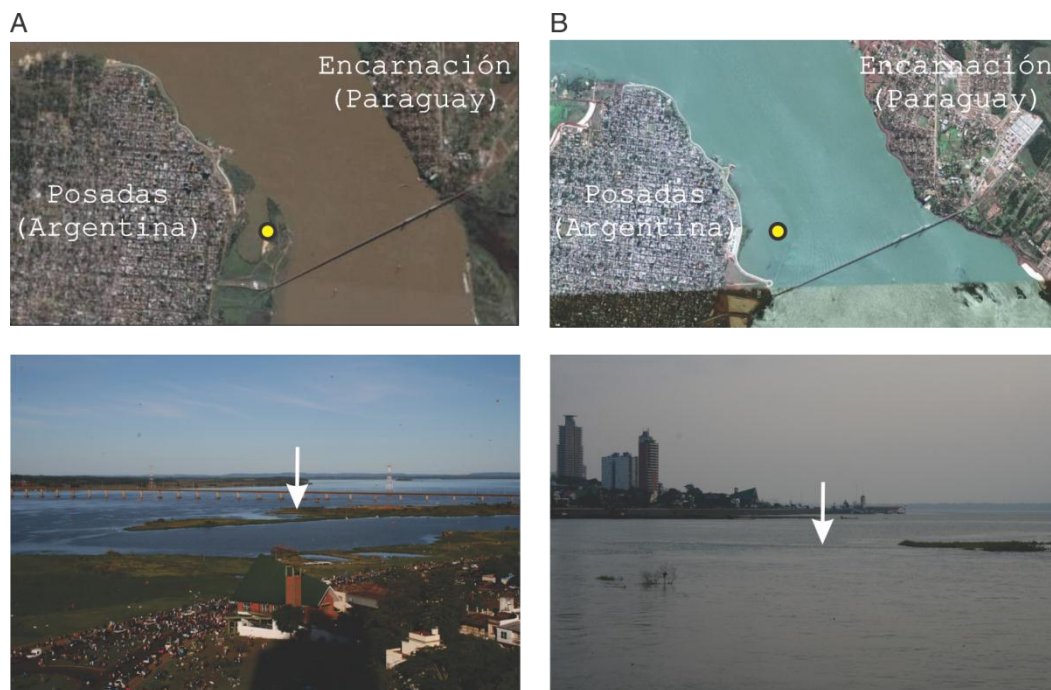 A
B
Encarnación
(Paraguay)
Posadas
(Argentina)
Encarnación
(Paraguay)
Posadas
(Argentina)